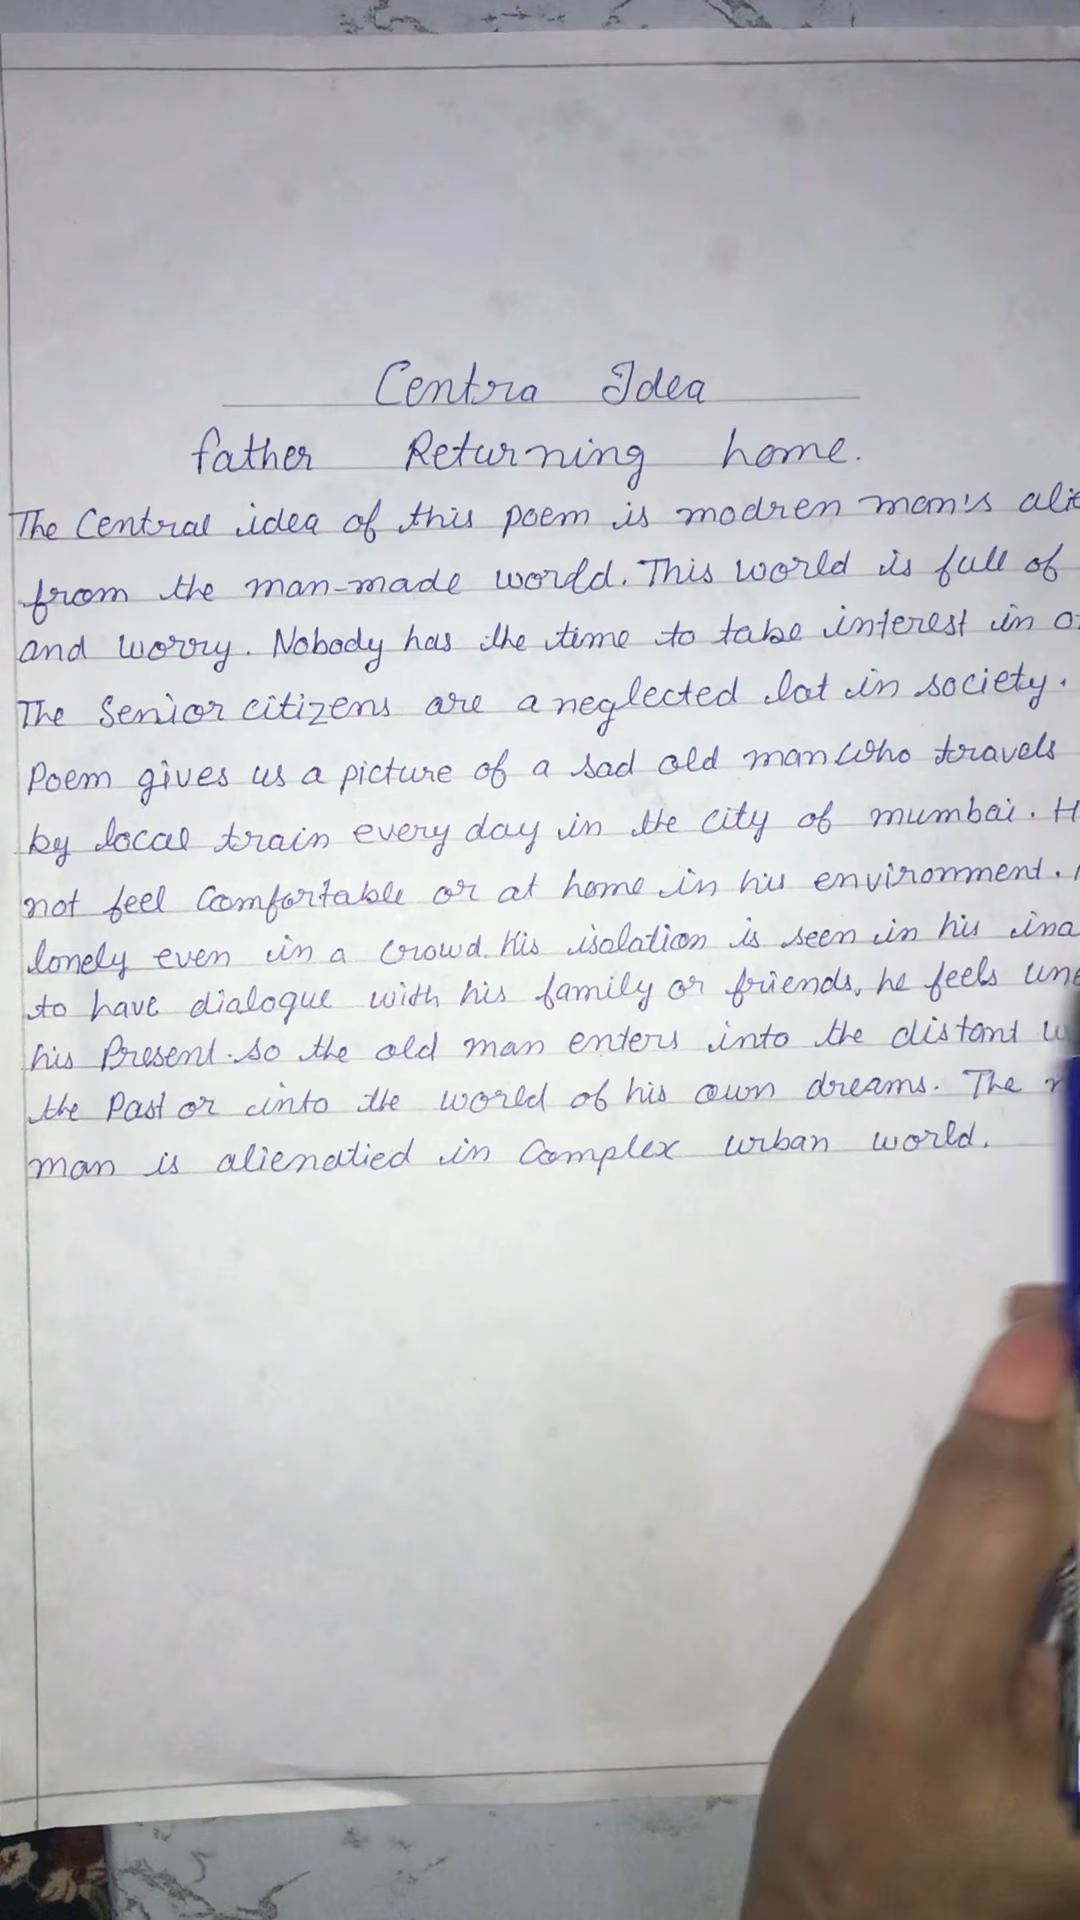 Centra Idea
father Returning home.
The Central idea of this poem is modren man's
from the man-made world. This world is full of
and worry. Nobody has the time to take interest in
The Senior citizens are a neglected lot in society.
Poem gives us a picture of a sad old man who travels
by local train every day in the city of mumbai.
not feel Comfortable or at home in his environment.
lonely even in a crowd. His isolation is seen in his
to have dialogue with his family or friends, he feels
his Present. So the old man enters into the distant
the Past or into the world of his own dreams. The
man is alienatied in Complex urban world.